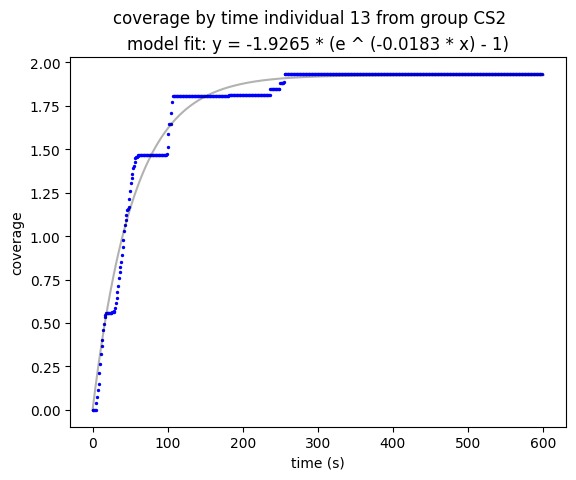 coverage by time individual 13 from group CS2
model fit: y = -1.9265 * (e ^ (-0.0183 * x) - 1)
2.00
1.75
1.50
1.25
1.00
0.75
0.50
0.25
0.00
coverage
0 100 200 300 400 500 600
time (s)